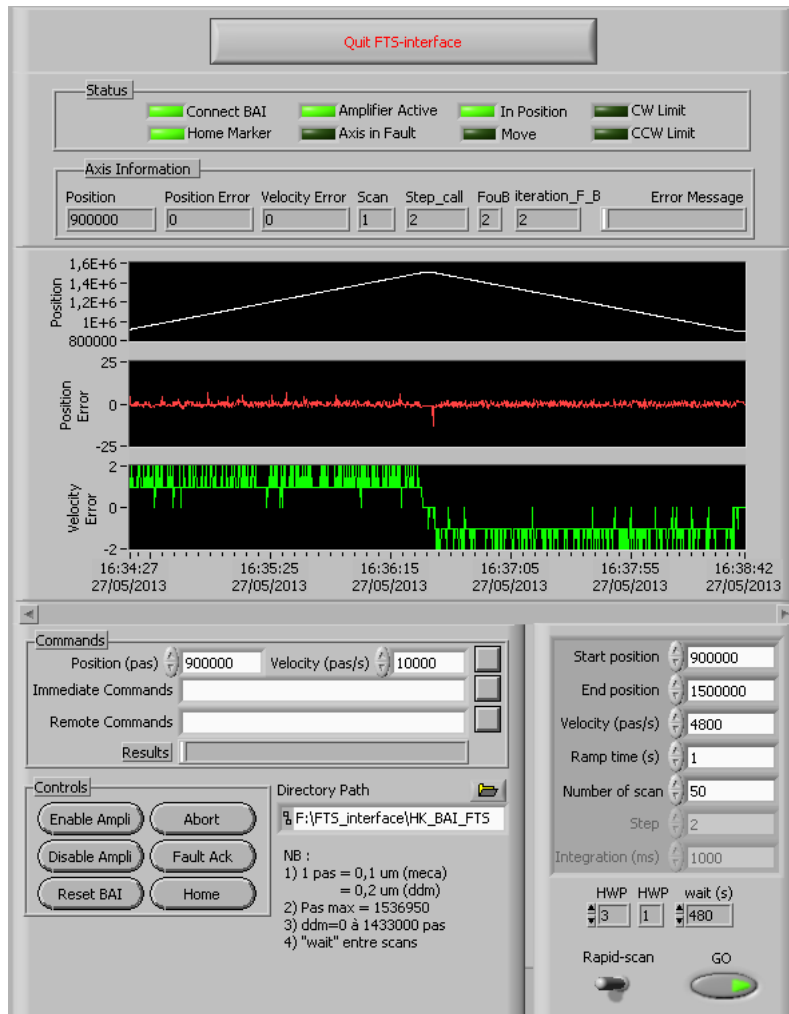 Quit FTS-interface
Status
Connect BAI Amplifier Active In Position CW Limit
Home Marker Axis in Fault Move CCW Limit
Axis Information
Position Position Error Velocity Error Scan Step_call FouB iteration_F_B Error Message
900000 0 0 1 2 2 2
1,6E+6
1,4E+6
1,2E+6
1E+6
800000
Position
25
0
-25
Position Error
2
0
-2
Velocity Error
16:34:27 16:35:25 16:36:15 16:37:05 16:37:55 16:38:42
27/05/2013 27/05/2013 27/05/2013 27/05/2013 27/05/2013 27/05/2013
Commands
Position (pas) 900000 Velocity (pas/s) 10000
Immediate Commands
Remote Commands
Results
Controls
Enable Ampli Abort
Disable Ampli Fault Ack
Reset BAI Home
Directory Path
F:\FTS_interface\HK_BAI_FTS
NB :
1) 1 pas = 0,1 um (meca)
= 0,2 um (ddm)
2) Pas max = 1536950
3) ddm=0 à 1433000 pas
4) "wait" entre scans
Start position 900000
End position 1500000
Velocity (pas/s) 4800
Ramp time (s) 1
Number of scan 50
Step 2
Integration (ms) 1000
HWP HWP wait (s)
3 1 480
Rapid-scan GO